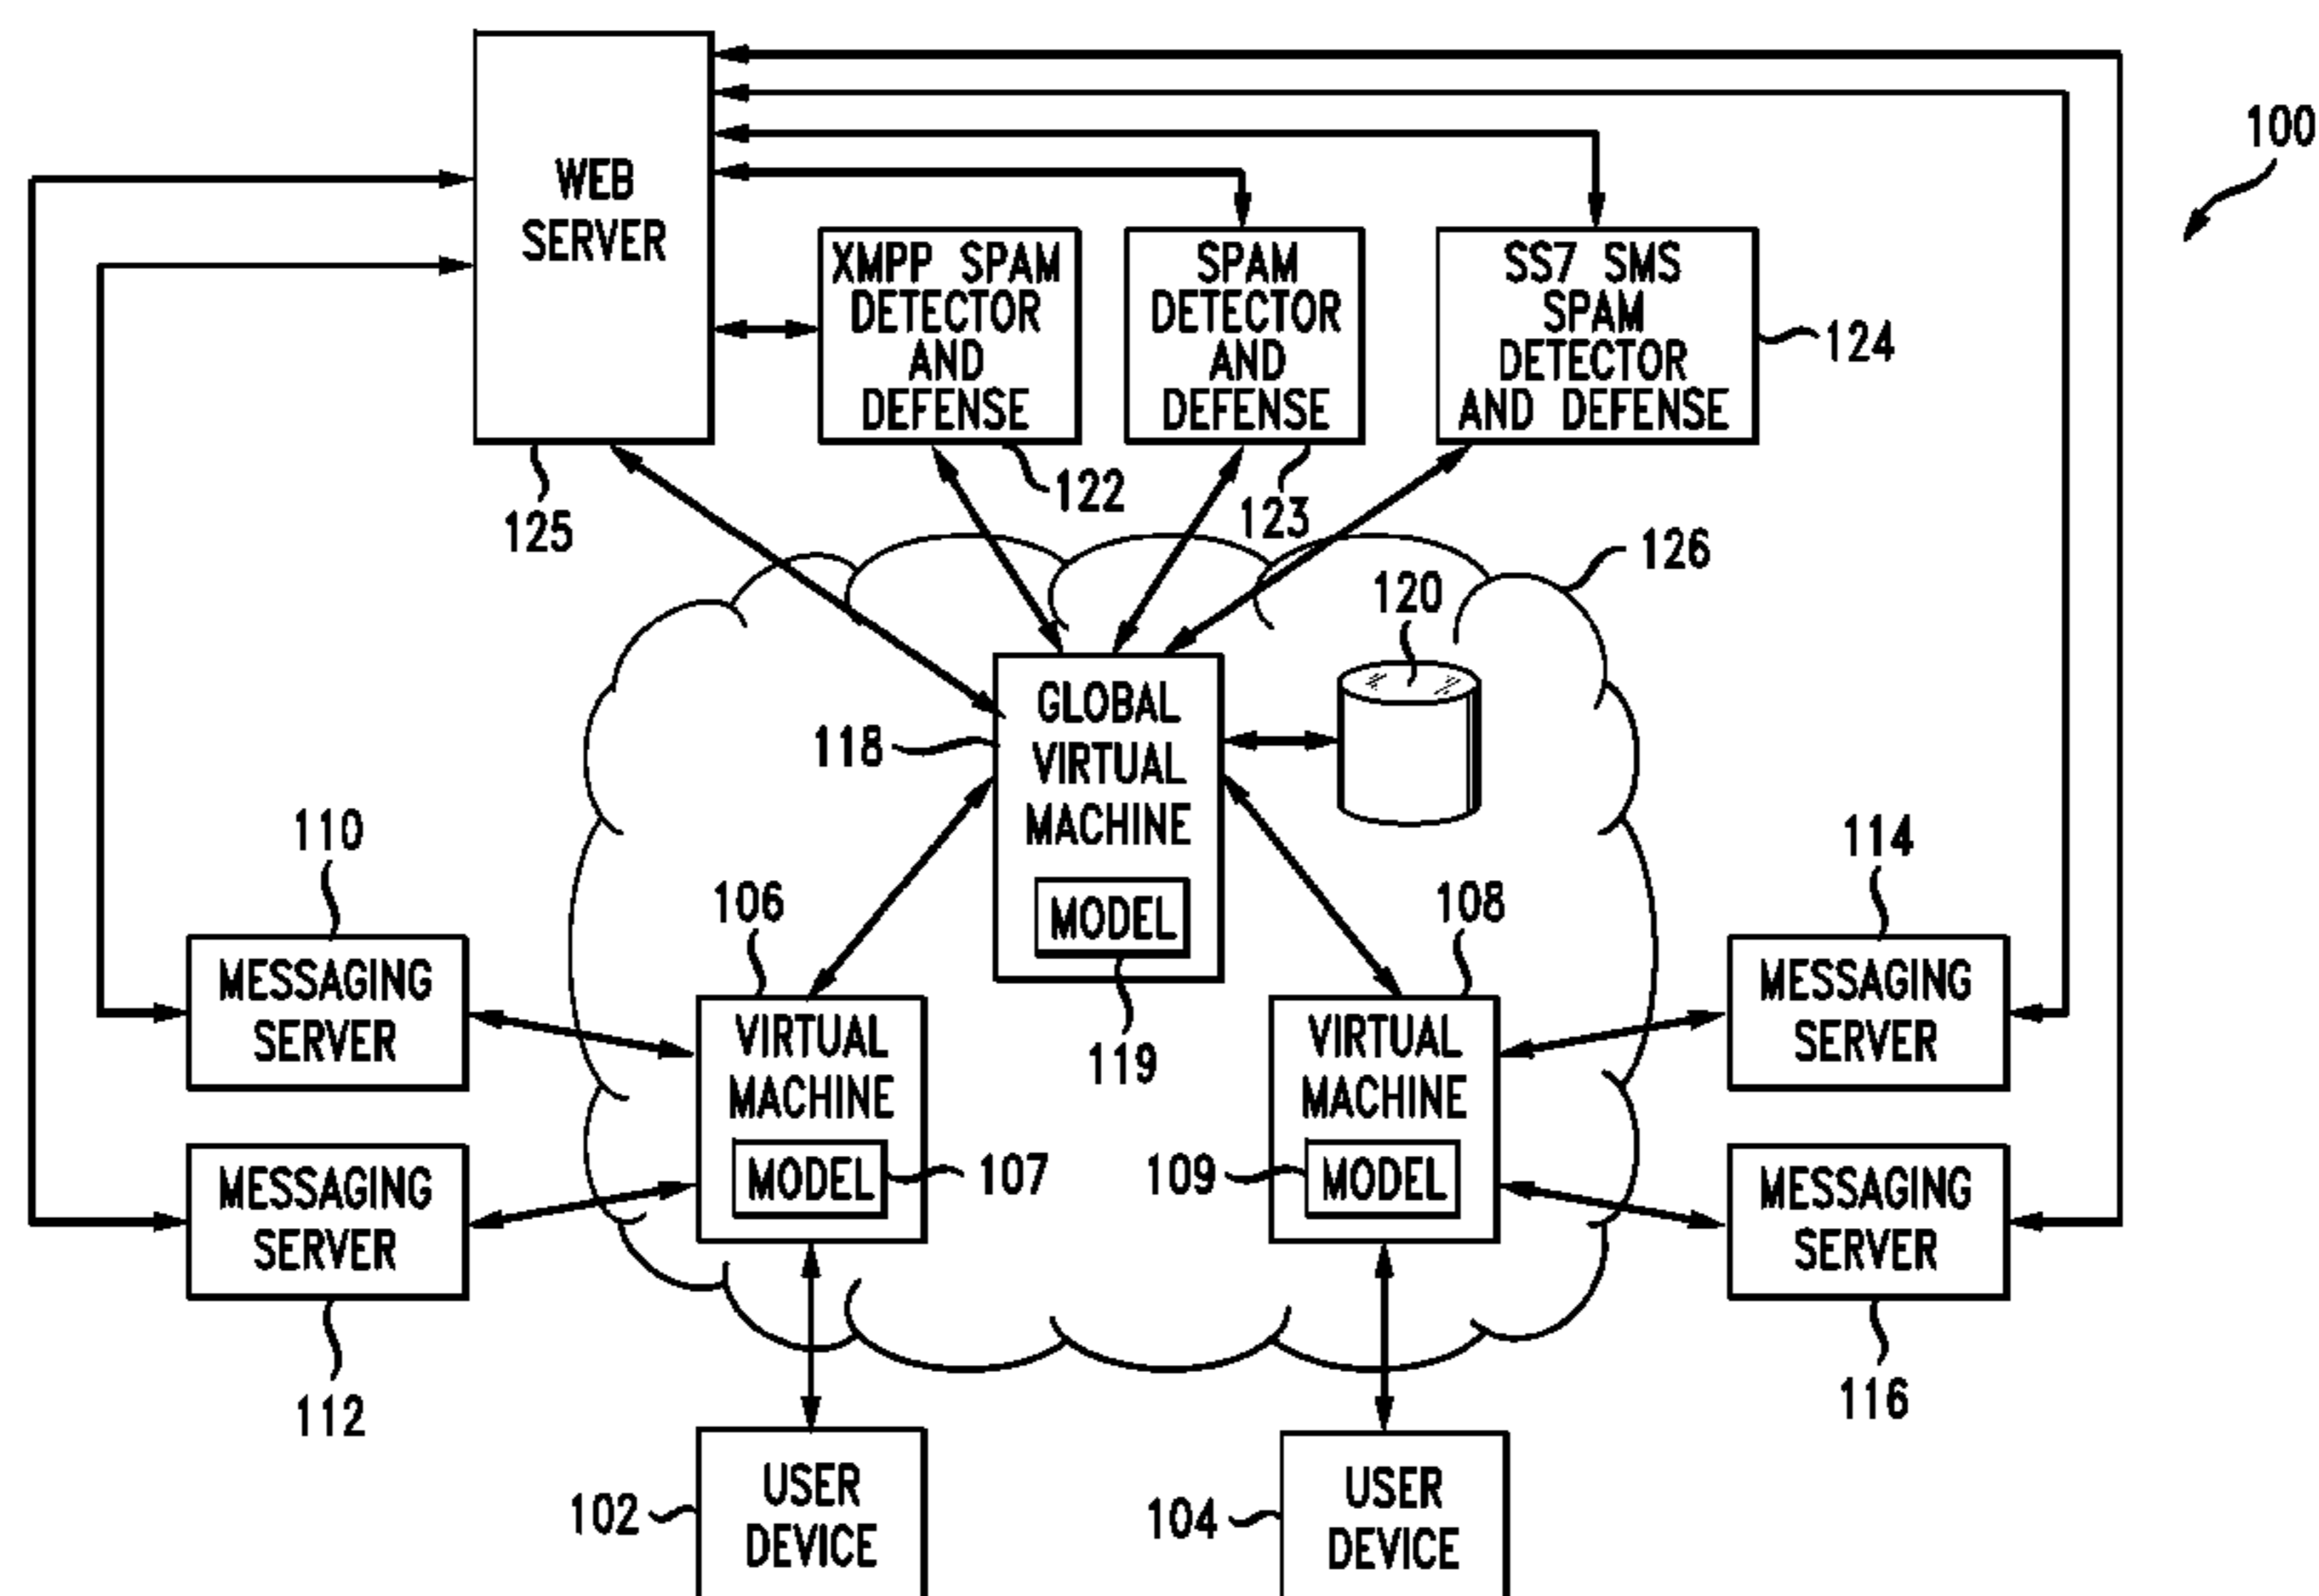 100
WEB
SERVER
XMPP SPAM
DETECTOR
AND
DEFENSE
SPAM
DETECTOR
AND
DEFENSE
SS7 SMS
SPAM
DETECTOR
AND DEFENSE
124
122
123
125
126
120
GLOBAL
VIRTUAL
MACHINE
118
MODEL
119
110
106
108
114
MESSAGING
SERVER
VIRTUAL
MACHINE
MODEL
107
VIRTUAL
MACHINE
109
MODEL
MESSAGING
SERVER
MESSAGING
SERVER
112
MESSAGING
SERVER
116
102
USER
DEVICE
104
USER
DEVICE